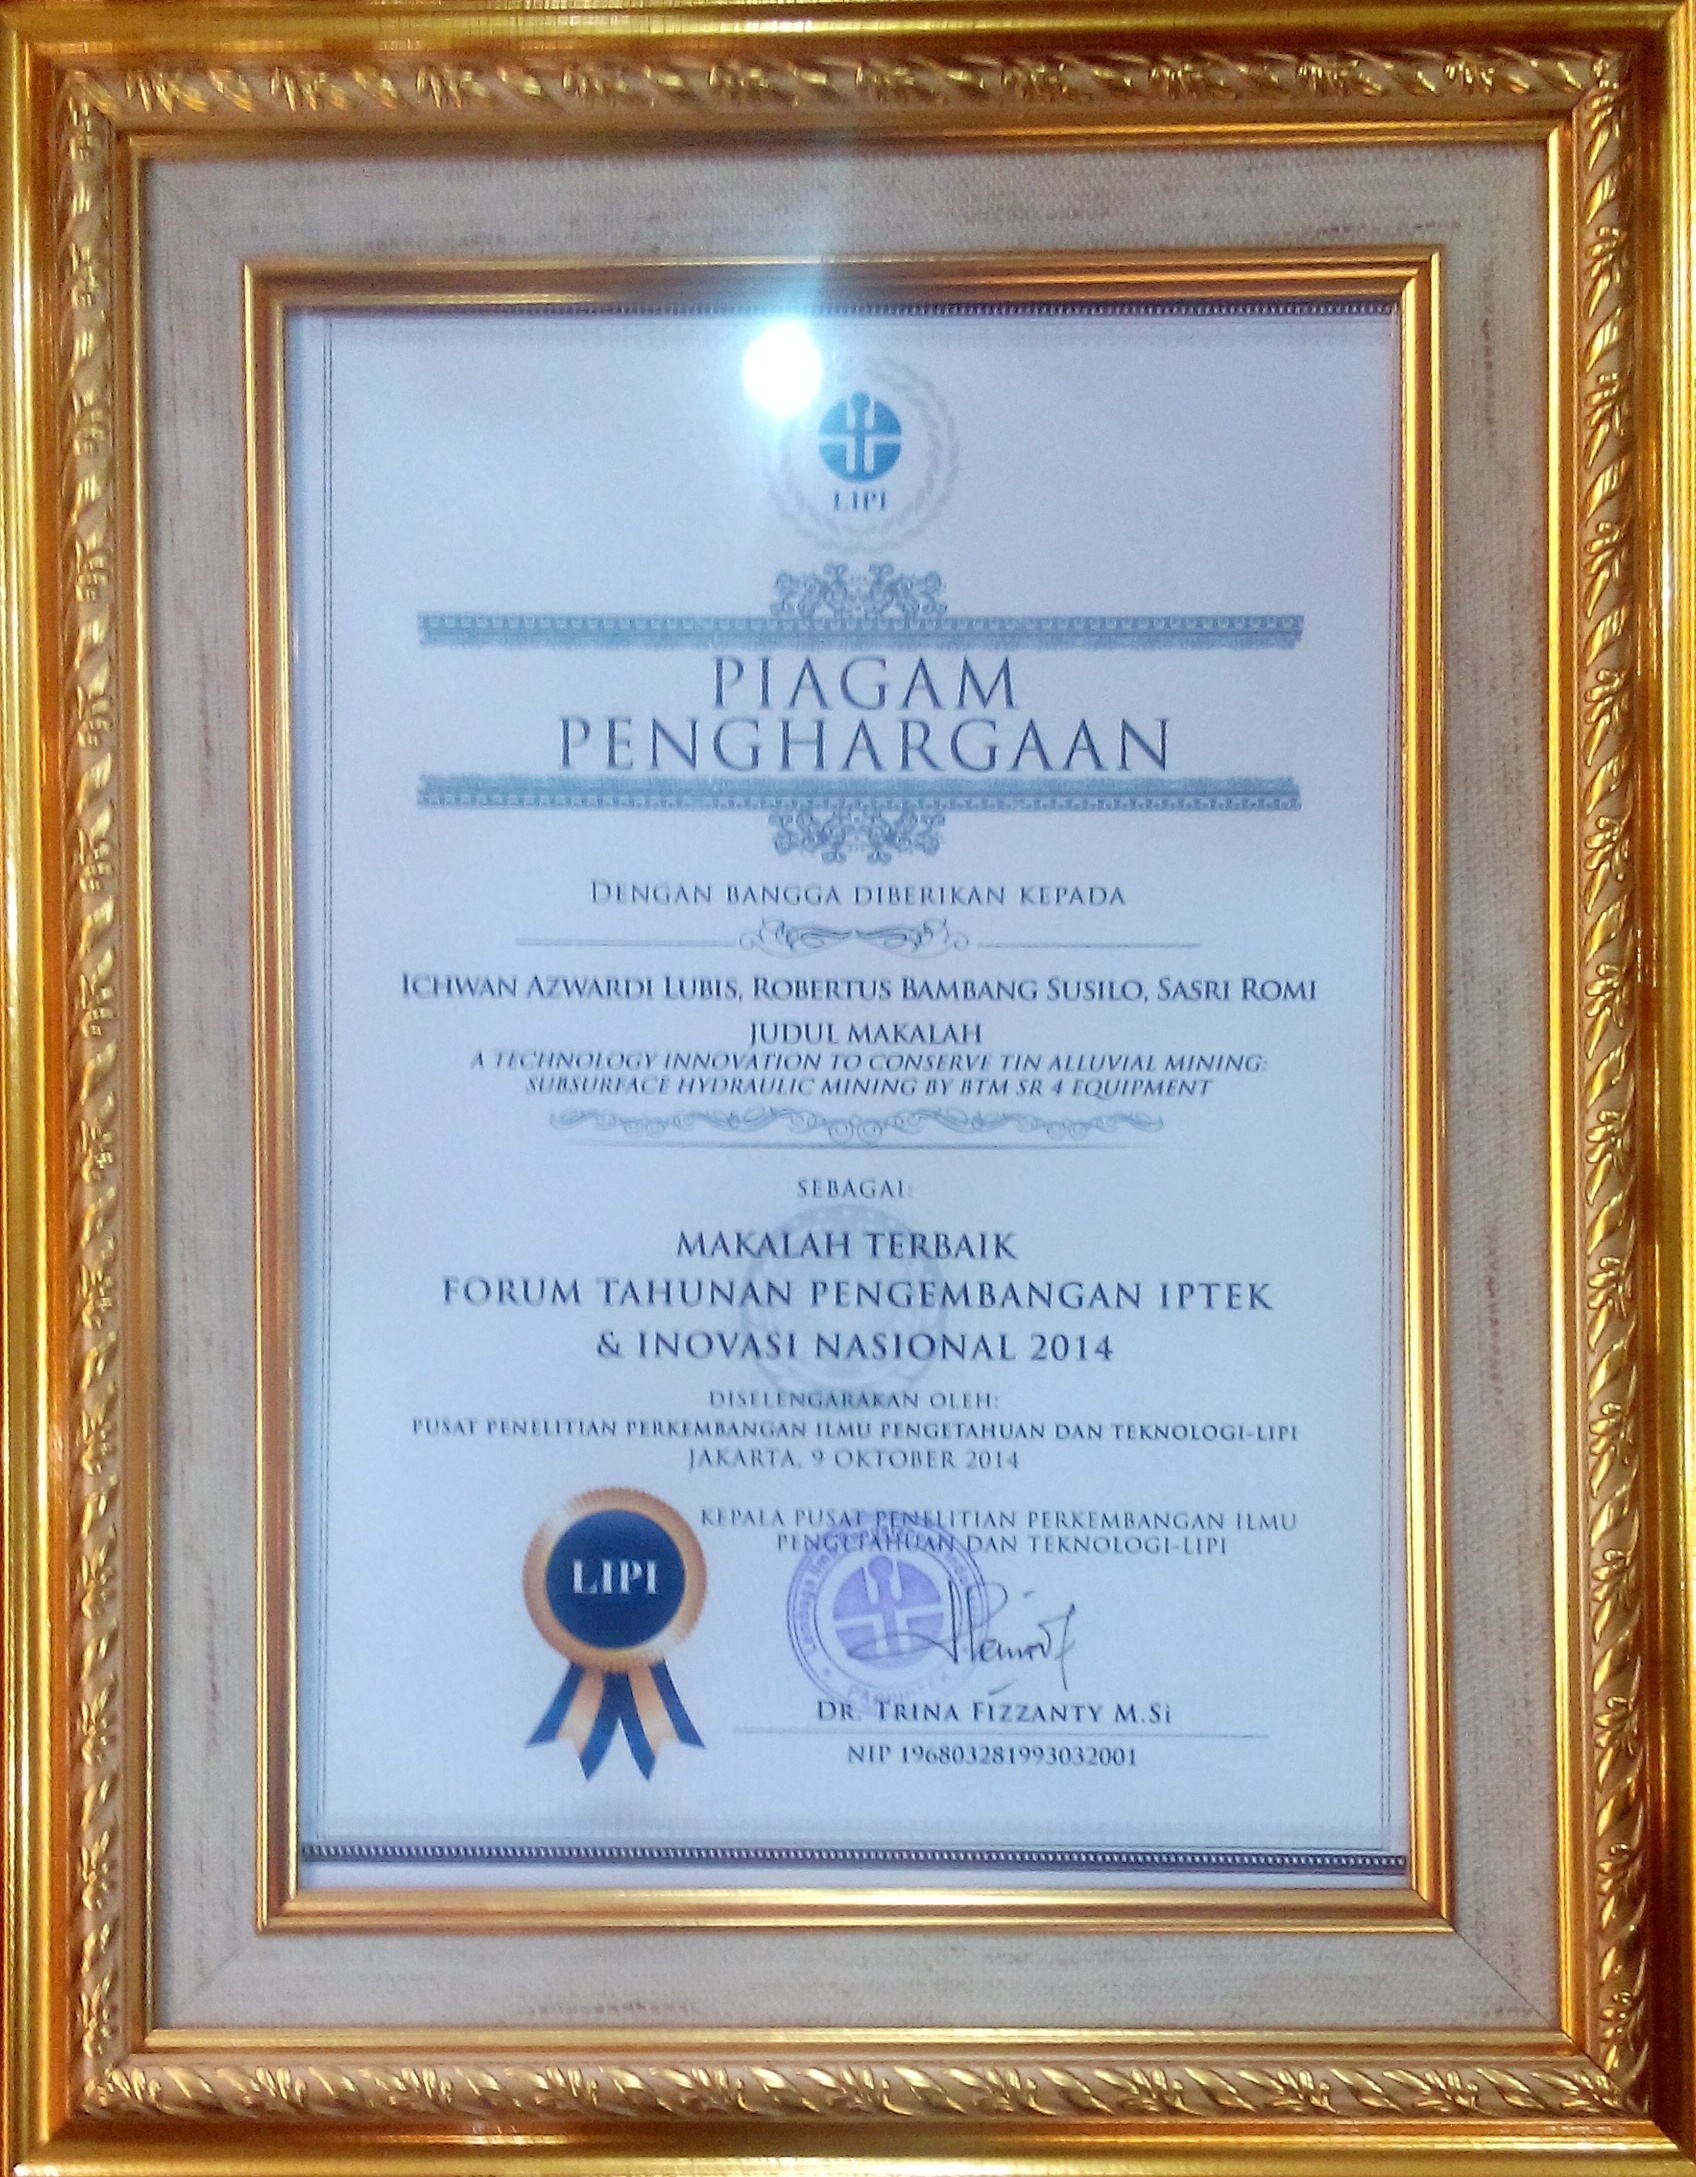 LIPI
PIAGAM
PENGHARGAAN
DENGAN BANGGA DIBERIKAN KEPADA
ICHWAN AZWARDI LUBIS, ROBERTUS BAMBANG SUSILO, SASRI ROMI
JUDUL MAKALAH
A TECHNOLOGY INNOVATION TO CONSERVE TIN ALLUVIAL MINING:
SUBSURFACE HYDRAULIC MINING BY BTM SR 4 EQUIPMENT
SEBAGAI:
MAKALAH TERBAIK
FORUM TAHUNAN PENGEMBANGAN IPTEK
& INOVASI NASIONAL 2014
DISELENGARAKAN OLEH:
PUSAT PENELITIAN PERKEMBANGAN ILMU PENGETAHUAN DAN TEKNOLOGI-LIPI
JAKARTA, 9 OKTOBER 2014
KEPALA PUSAT PENELITIAN PERKEMBANGAN ILMU
PENGETAHUAN DAN TEKNOLOGI-LIPI
LIPI
Lembaga Ilmu
DR. TRINA FIZZANTY M.Si
NIP 196803281993032001